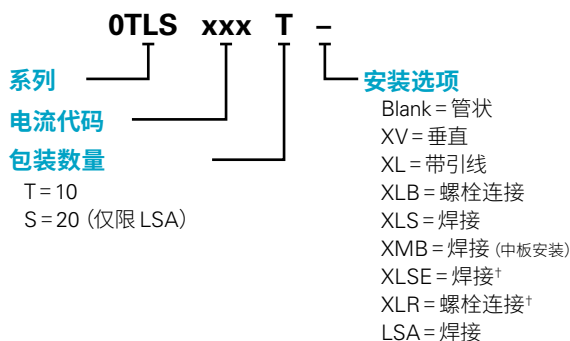 0TLS xxx T –
系列
电流代码
包装数量
T = 10
S = 20 (仅限 LSA)
安装选项
Blank = 管状
XV = 垂直
XL = 带引线
XLB = 螺栓连接
XLS = 焊接
XMB = 焊接 (中板安装)
XLSE = 焊接†
XLR = 螺栓连接†
LSA = 焊接